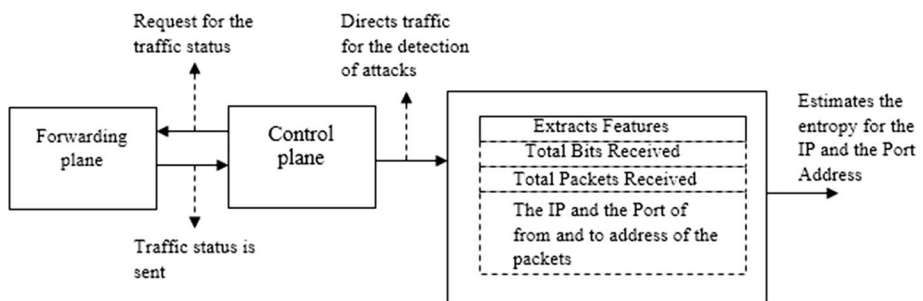 Request for the
traffic status
Directs traffic
for the detection
of attacks
Forwarding
plane
Control
plane
Traffic status is
sent
Extracts Features
Total Bits Received
Total Packets Received
The IP and the Port of
from and to address of the
packets
Estimates the
entropy for the
IP and the Port
Address